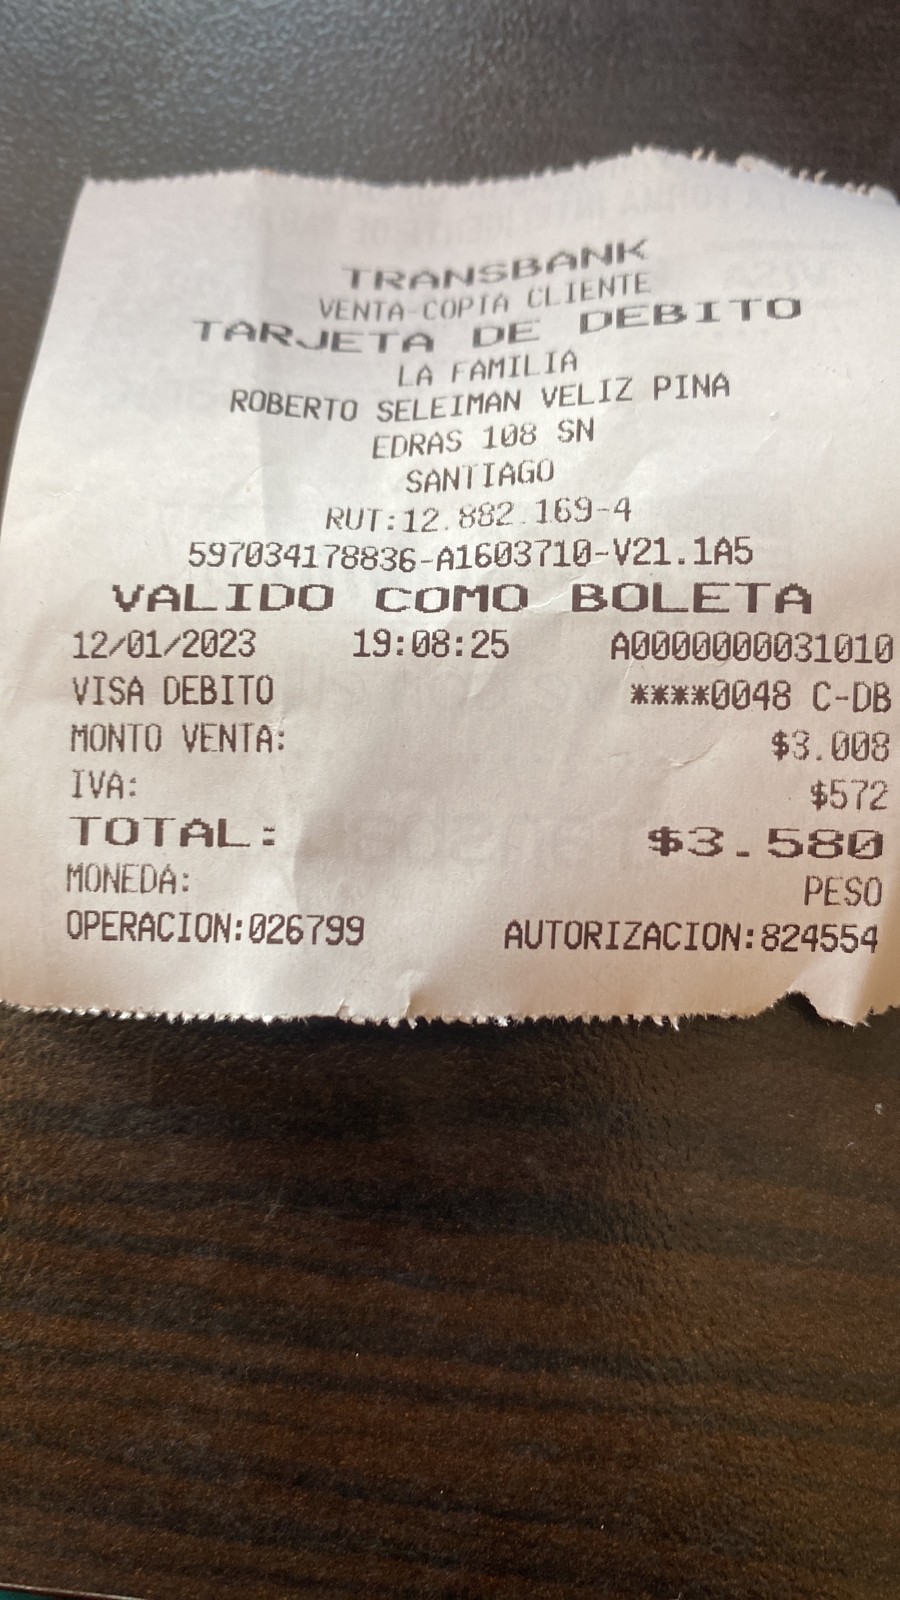 TRANSBANK
VENTA-COPIA CLIENTE
TARJETA DE DEBITO
LA FAMILIA
ROBERTO SELEIMAN VELIZ PINA
EDRAS 108 SN
SANTIAGO
RUT:12.882.169-4
597034178836-A1603710-V21.1A5
VALIDO COMO BOLETA
12/01/2023 19:08:25 A0000000031010
VISA DEBITO ****0048 C-DB
MONTO VENTA: $3.008
IVA: $572
TOTAL: $3.580
MONEDA: PESO
OPERACION:026799 AUTORIZACION:824554